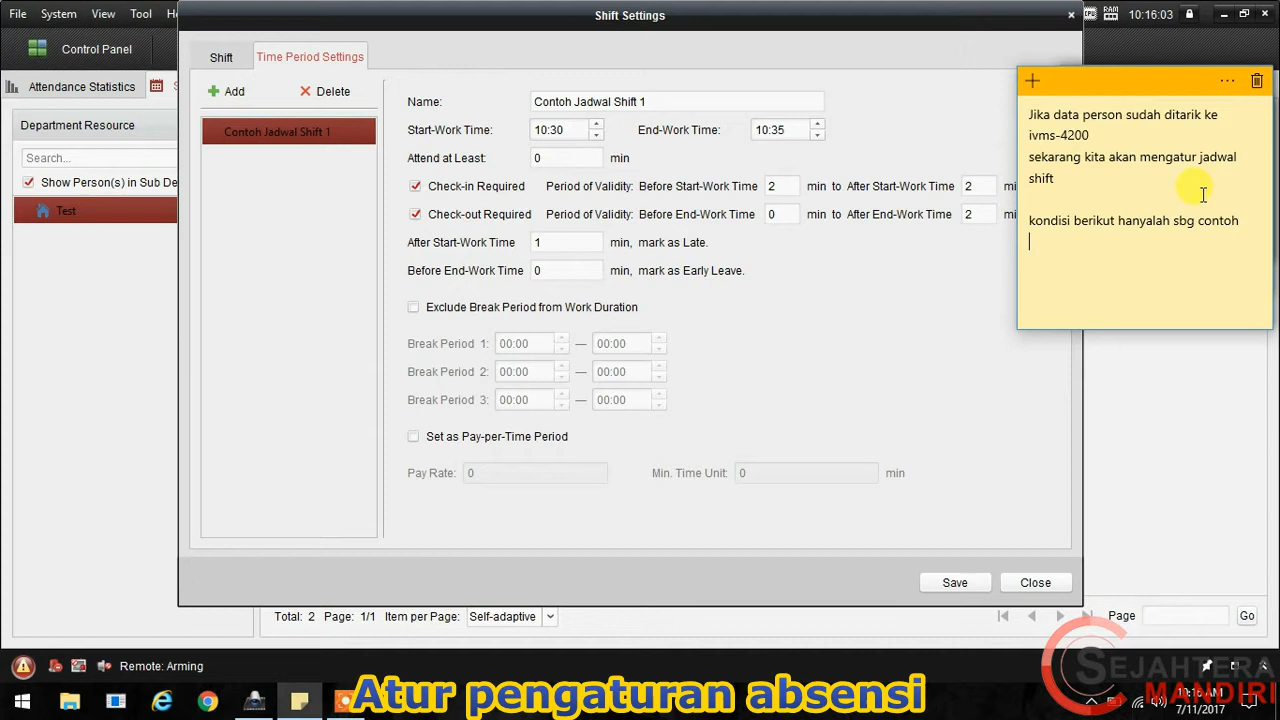 File
System
Tool
Shift Settings
10:16:03
Control Panel
Shift
Time Period Settings
Attendance Statistics
Add
Delete
Department Resource
Search...
Show Person(s) in Sub De
Test
Contoh Jadwal Shift 1
Name: Contoh Jadwal Shift 1
Start-Work Time: 10:30 End-Work Time: 10:35
Attend at Least: 0 min
Check-in Required Period of Validity: Before Start-Work Time 2 min to After Start-Work Time 2 mi
Check-out Required Period of Validity: Before End-Work Time 0 min to After End-Work Time 2 min
After Start-Work Time 1 min, mark as Late.
Before End-Work Time 0 min, mark as Early Leave.
Exclude Break Period from Work Duration
Break Period 1: 00:00 — 00:00
Break Period 2: 00:00 — 00:00
Break Period 3: 00:00 — 00:00
Set as Pay-per-Time Period
Pay Rate: 0 Min. Time Unit: 0 min
Save
Close
Jika data person sudah ditarik ke
ivms-4200
sekarang kita akan mengatur jadwal
shift
kondisi berikut hanyalah sbg contoh
Total: 2 Page: 1/1 Item per Page: Self-adaptive
Page
Go
Remote: Arming
SEJAHTERA
MANDIRI
Atur pengaturan absensi
10:16 AM
7/11/2017